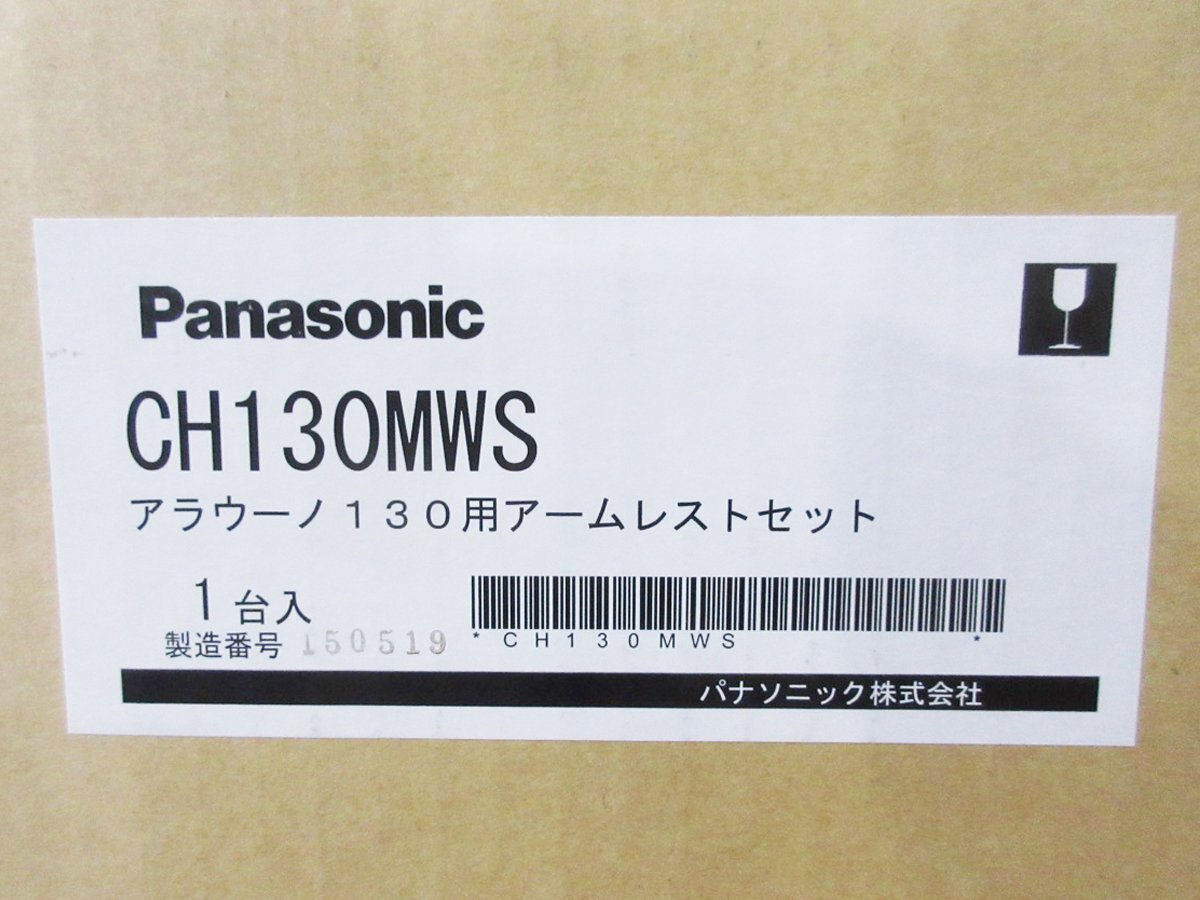 Panasonic
CH130MWS
アラウーノ１３０用アームレストセット
1 台入
製造番号 150519
*CH130MWS *
パナソニック株式会社